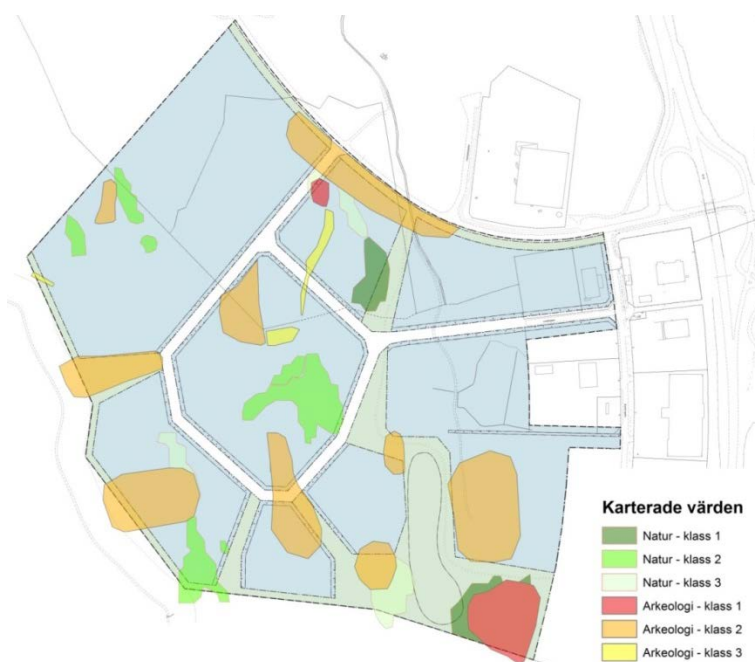 Karterade värden
Natur - klass 1
Natur - klass 2
Natur - klass 3
Arkeologi - klass 1
Arkeologi - klass 2
Arkeologi - klass 3